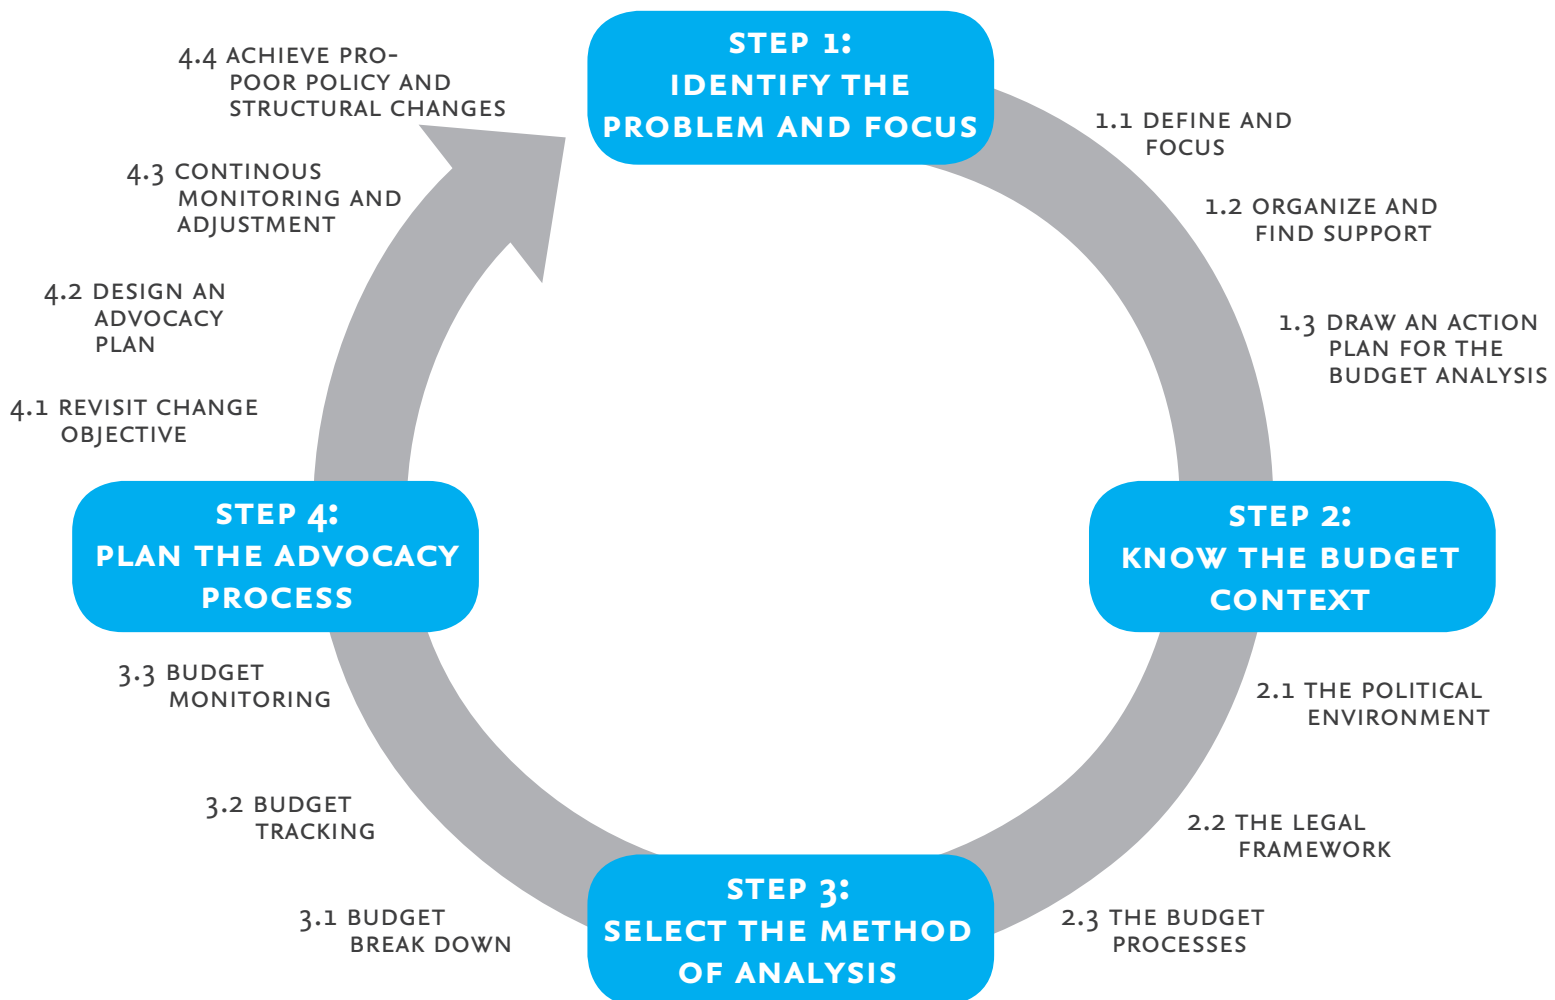 STEP 1:
IDENTIFY THE
PROBLEM AND FOCUS
1.1 DEFINE AND
FOCUS
1.2 ORGANIZE AND
FIND SUPPORT
1.3 DRAW AN ACTION
PLAN FOR THE
BUDGET ANALYSIS
STEP 2:
KNOW THE BUDGET
CONTEXT
2.1 THE POLITICAL
ENVIRONMENT
2.2 THE LEGAL
FRAMEWORK
2.3 THE BUDGET
PROCESSES
STEP 3:
SELECT THE METHOD
OF ANALYSIS
3.1 BUDGET
BREAK DOWN
3.2 BUDGET
TRACKING
3.3 BUDGET
MONITORING
STEP 4:
PLAN THE ADVOCACY
PROCESS
4.1 REVISIT CHANGE
OBJECTIVE
4.2 DESIGN AN
ADVOCACY
PLAN
4.3 CONTINOUS
MONITORING AND
ADJUSTMENT
4.4 ACHIEVE PRO-
POOR POLICY AND
STRUCTURAL CHANGES